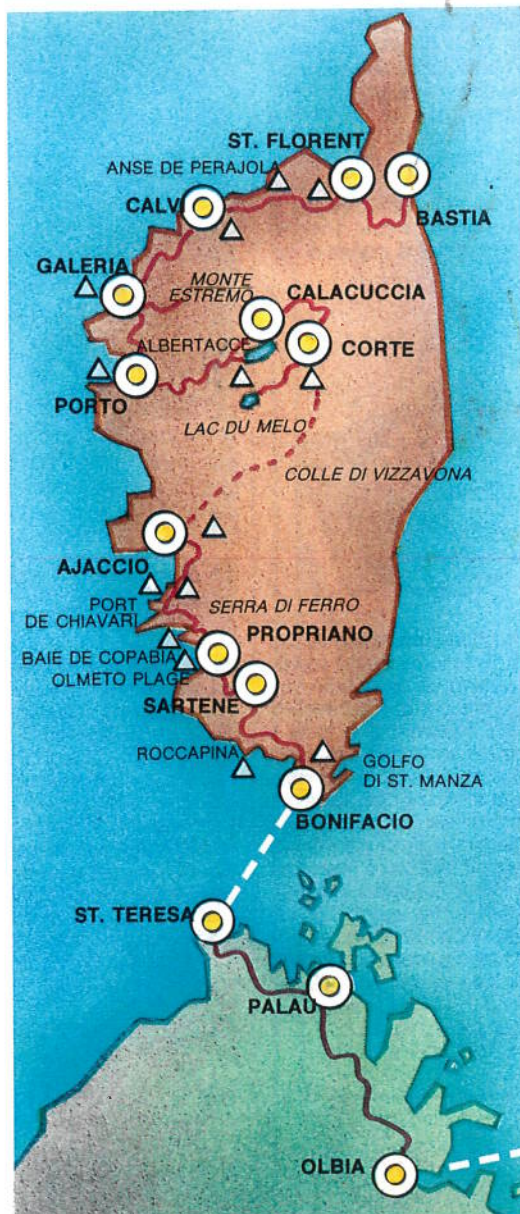 ST. FLORENT
ANSE DE PERAJOLA
CALVI
BASTIA
GALERIA
MONTE
ESTREMO
CALACUCCIA
ALBERTACCE
CORTE
PORTO
LAC DU MELO
COLLE DI VIZZAVONA
AJACCIO
PORT
DE CHIAVARI
SERRA DI FERRO
PROPRIANO
BAIE DE COPABIA
OLMETO PLAGE
SARTENE
ROCCAPINA
GOLFO
DI ST. MANZA
BONIFACIO
ST. TERESA
PALAU
OLBIA